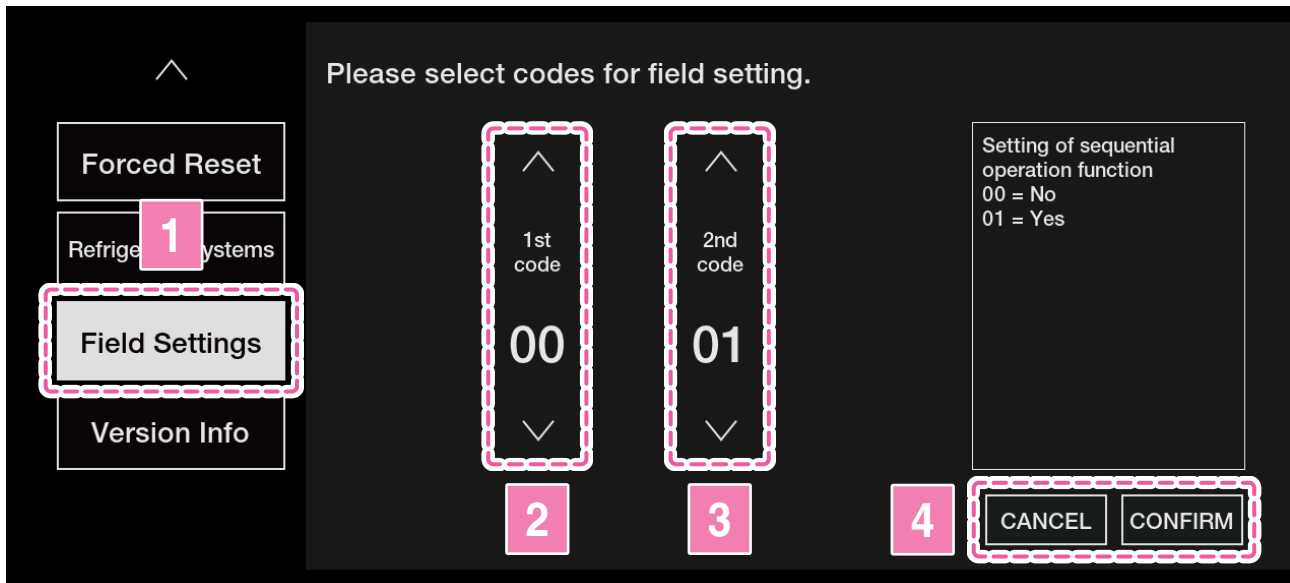 Please select codes for field setting.
Forced Reset
1
Refrige ystems
Field Settings
Version Info
1st
code
00
2
2nd
code
01
3
Setting of sequential
operation function
00 = No
01 = Yes
4
CANCEL
CONFIRM